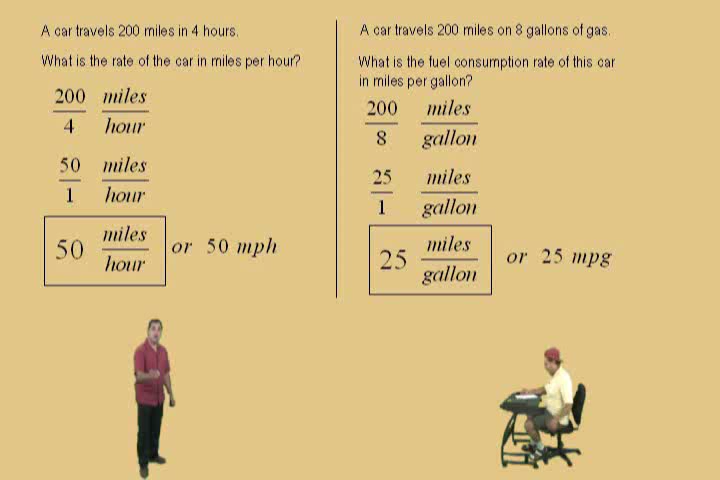 A car travels 200 miles in 4 hours.
What is the rate of the car in miles per hour?
200 miles
4 hour
50 miles
1 hour
50 miles
hour
or 50 mph
A car travels 200 miles on 8 gallons of gas.
What is the fuel consumption rate of this car
in miles per gallon?
200 miles
8 gallon
25 miles
1 gallon
25 miles
gallon
or 25 mpg